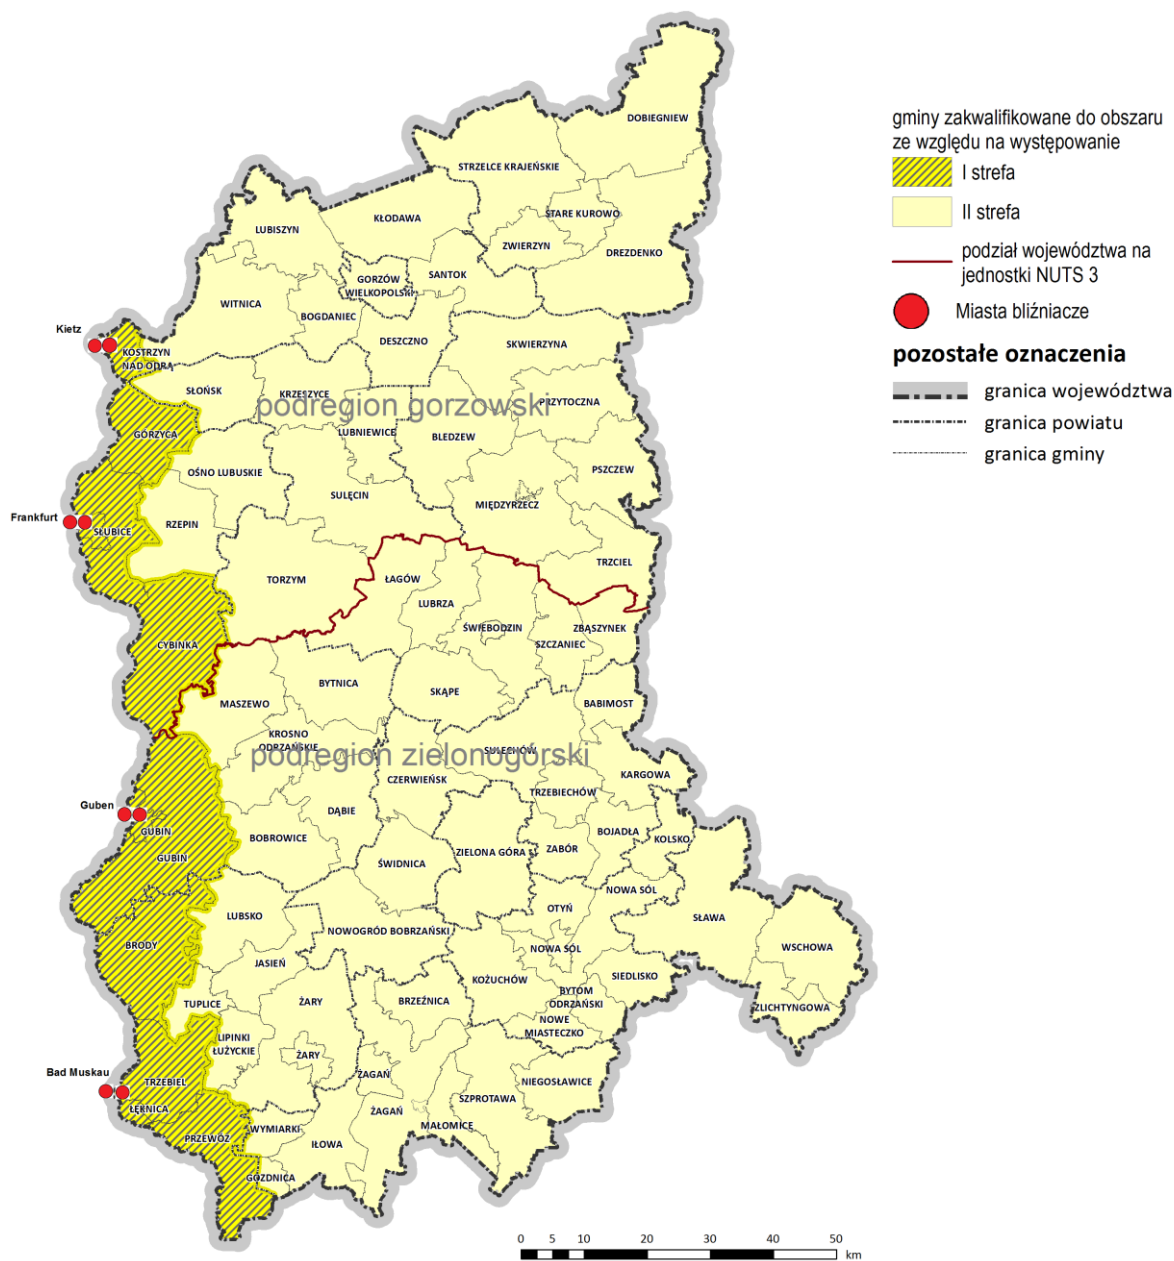 DOBIEGNIEW
STRZELCE KRAJEŃSKIE
KŁODAWA
STARE KUROWO
LUBISZYN
ZWIERZYN
DREZDENKO
SANTOK
GORZÓW
WIELKOPOLSKI
WITNICA
BOGDANIEC
DESZCZNO
SKWIERZYNA
Kietz
KOSTRZYN
NAD ODRĄ
SŁOŃSK
KRZESZYCE
podregion gorzowski
PRZYTOCZNA
GÓRZYCA
LUBNIEWICE
BLEDZEW
OŚNO LUBUSKIE
PSZCZEW
SULĘCIN
MIĘDZYRZECZ
Frankfurt
SŁUBICE
RZEPIN
TRZCIEL
TORZYM
ŁAGÓW
LUBRZA
ŚWIEBODZIN
ZBĄSZYNEK
SZCZANIEC
CYBINKA
BYTNICA
SKĄPE
MASZEWO
BABIMOST
KROSNO
ODRZAŃSKIE
podregion zielonogórski
SULECHÓW
CZERWIEŃSK
KARGOWA
TRZEBIECHÓW
Guben
GUBIN
DĄBIE
BOBROWICE
BOJADŁA
KOLSKO
ZABÓR
ZIELONA GÓRA
GUBIN
ŚWIDNICA
NOWA SÓL
LUBSKO
OTYŃ
SŁAWA
NOWOGRÓD BOBRZAŃSKI
BRODY
NOWA SÓL
WSCHOWA
JASIEŃ
KOŻUCHÓW
SIEDLISKO
BYTOM
ODRZAŃSKI
TUPLICE
ŻARY
BRZEŹNICA
SZLICHTYNGOWA
NOWE
MIASTECZKO
LIPINKI
ŁUŻYCKIE
ŻARY
Bad Muskau
TRZEBIEL
ŻAGAŃ
NIEGOSŁAWICE
ŁĘKNICA
ŻAGAŃ
SZPROTAWA
PRZEWÓZ
WYMIARKI
MAŁOMICE
IŁOWA
GOZDNICA
gminy zakwalifikowane do obszaru
ze względu na występowanie
I strefa
II strefa
podział województwa na
jednostki NUTS 3
Miasta bliźniacze
pozostałe oznaczenia
granica województwa
granica powiatu
granica gminy
0 5 10 20 30 40 50
km